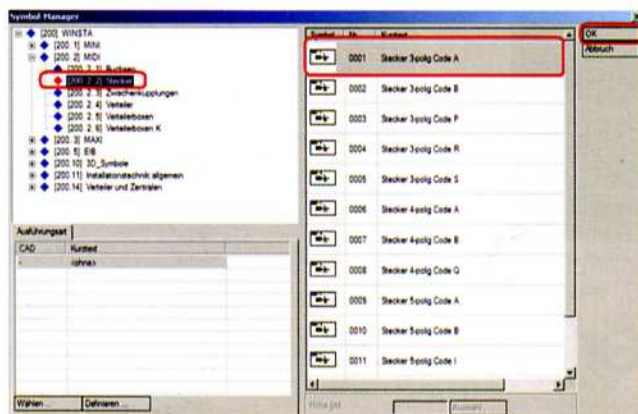 Symbol Manager
[200] WINSTA
[200. 1] MINI
[200. 2] MIDI
[200. 2. 1] Buchsen
[200. 2. 2] Stecker
[200. 2. 3] Zwischenkupplungen
[200. 2. 4] Verteiler
[200. 2. 5] Verteilerboxen
[200. 2. 6] Verteilerboxen K
[200. 3] MAXI
[200. 5] EIB
[200.10] 3D_Symbole
[200.11] Installationstechnik allgemein
[200.14] Verteiler und Zentralen
Ausführungsart
CAD Kurztext
- (ohne)
Wählen ... Definieren ...
Symbol Nr. Kurztext
0001 Stecker 3-polig Code A
0002 Stecker 3-polig Code B
0003 Stecker 3-polig Code P
0004 Stecker 3-polig Code R
0005 Stecker 3-polig Code S
0006 Stecker 4-polig Code A
0007 Stecker 4-polig Code B
0008 Stecker 4-polig Code Q
0009 Stecker 5-polig Code A
0010 Stecker 5-polig Code B
0011 Stecker 5-polig Code I
Auswahl
OK
Abbruch